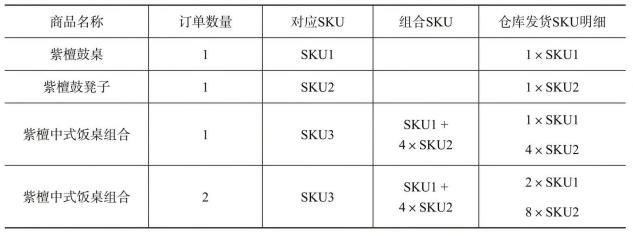 商品名称 订单数量 对应SKU 组合SKU 仓库发货SKU明细
紫檀鼓桌 1 SKU1 1×SKU1
紫檀鼓凳子 1 SKU2 1×SKU2
紫檀中式饭桌组合 1 SKU3 SKU1 + 4×SKU2 1×SKU1 4×SKU2
紫檀中式饭桌组合 2 SKU3 SKU1 + 4×SKU2 2×SKU1 8×SKU2